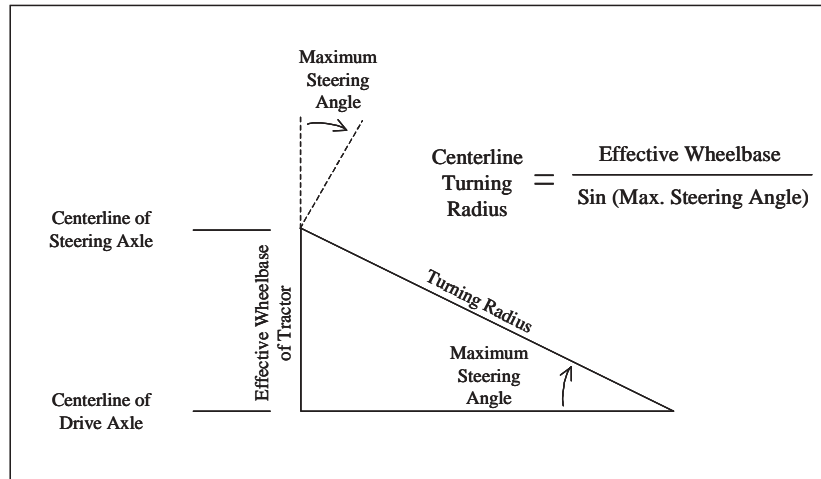 Maximum
Steering
Angle
Centerline
Turning
Radius
=
Effective Wheelbase
Sin (Max. Steering Angle)
Centerline of
Steering Axle
Effective Wheelbase
of Tractor
Turning Radius
Maximum
Steering
Angle
Centerline of
Drive Axle